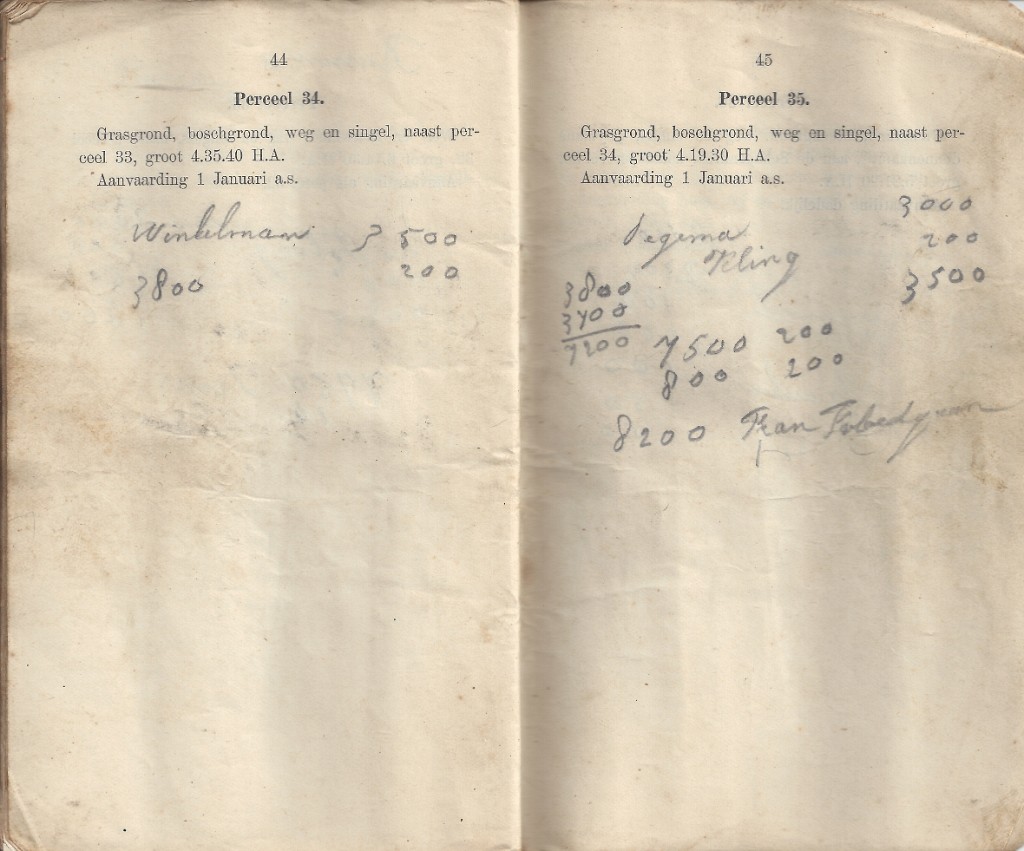 44
Perceel 34.
Grasgrond, boschgrond, weg en singel, naast per-
ceel 33, groot 4.35.40 H.A.
Aanvaarding 1 Januari a.s.
Winkelman 3500
200
3800
45
Perceel 35.
Grasgrond, boschgrond, weg en singel, naast per-
ceel 34, groot 4.19.30 H.A.
Aanvaarding 1 Januari a.s.
3000
200
Kling
3500
3800
3400
7200
7500 200
800 200
8200